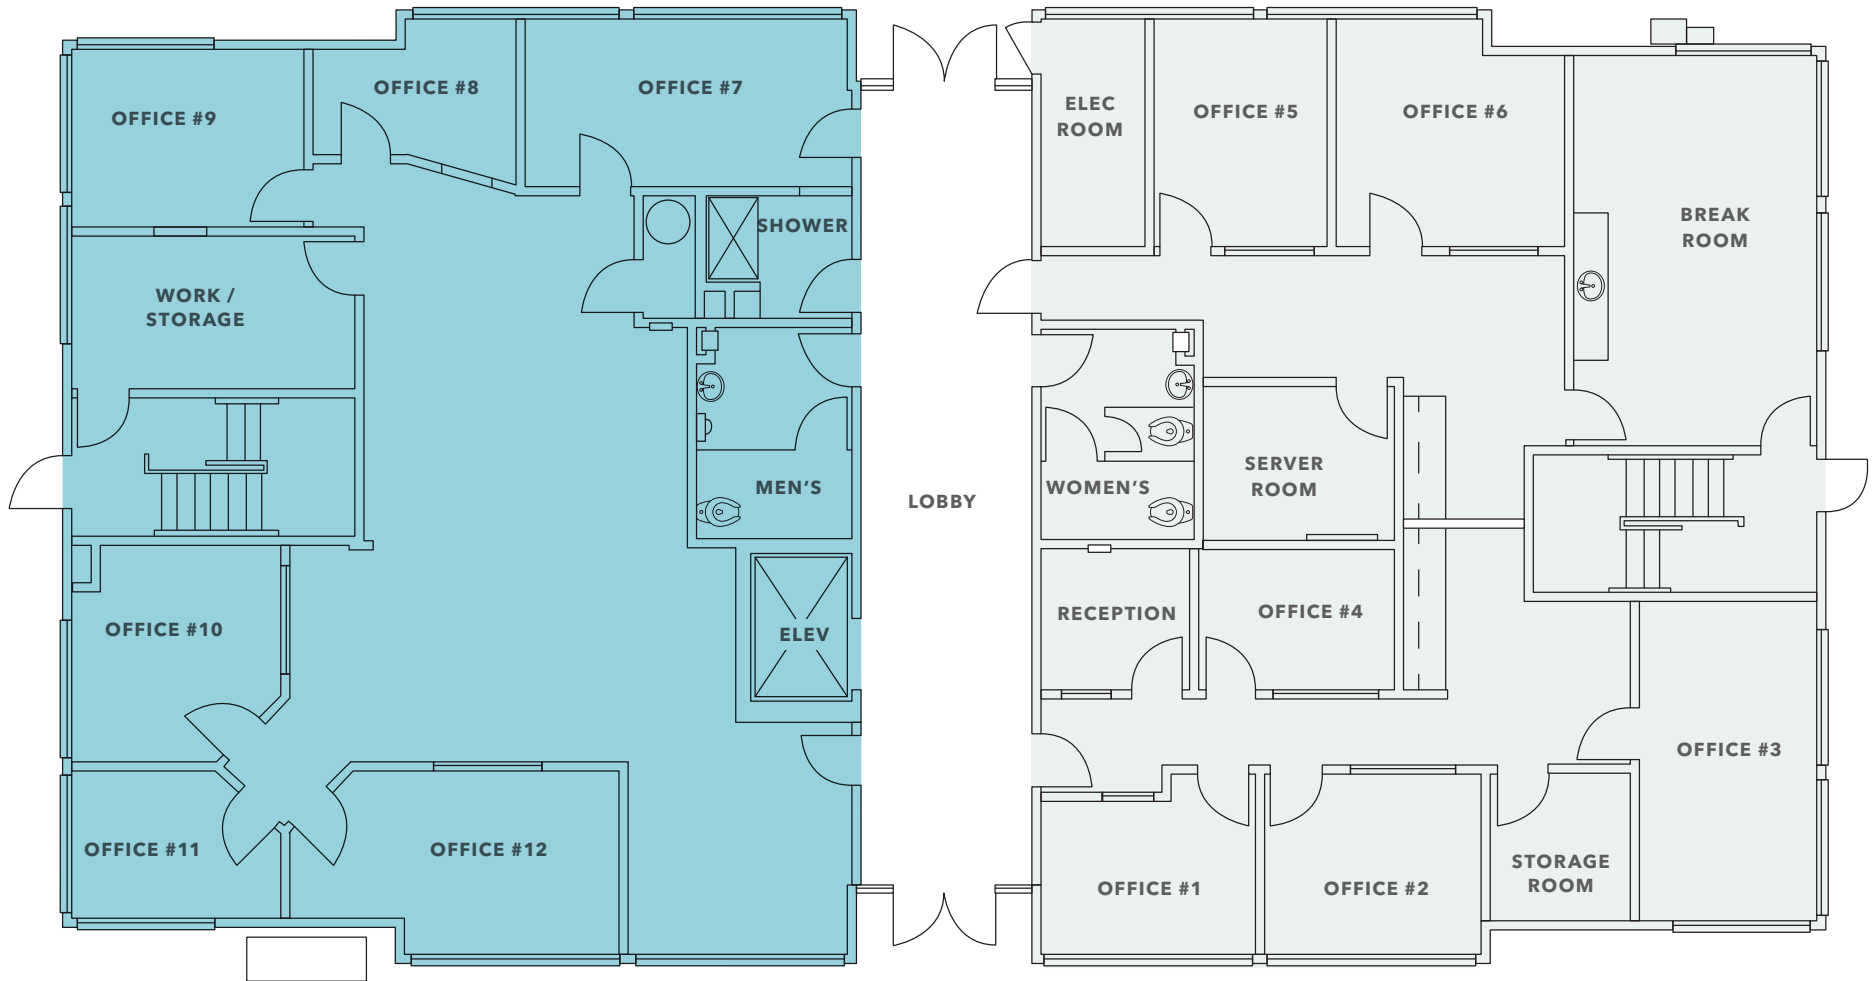 OFFICE #9
OFFICE #8
OFFICE #7
ELEC
ROOM
OFFICE #5
OFFICE #6
BREAK
ROOM
SHOWER
WORK /
STORAGE
MEN'S
LOBBY
WOMEN'S
SERVER
ROOM
OFFICE #10
ELEV
RECEPTION
OFFICE #4
OFFICE #3
OFFICE #11
OFFICE #12
OFFICE #1
OFFICE #2
STORAGE
ROOM